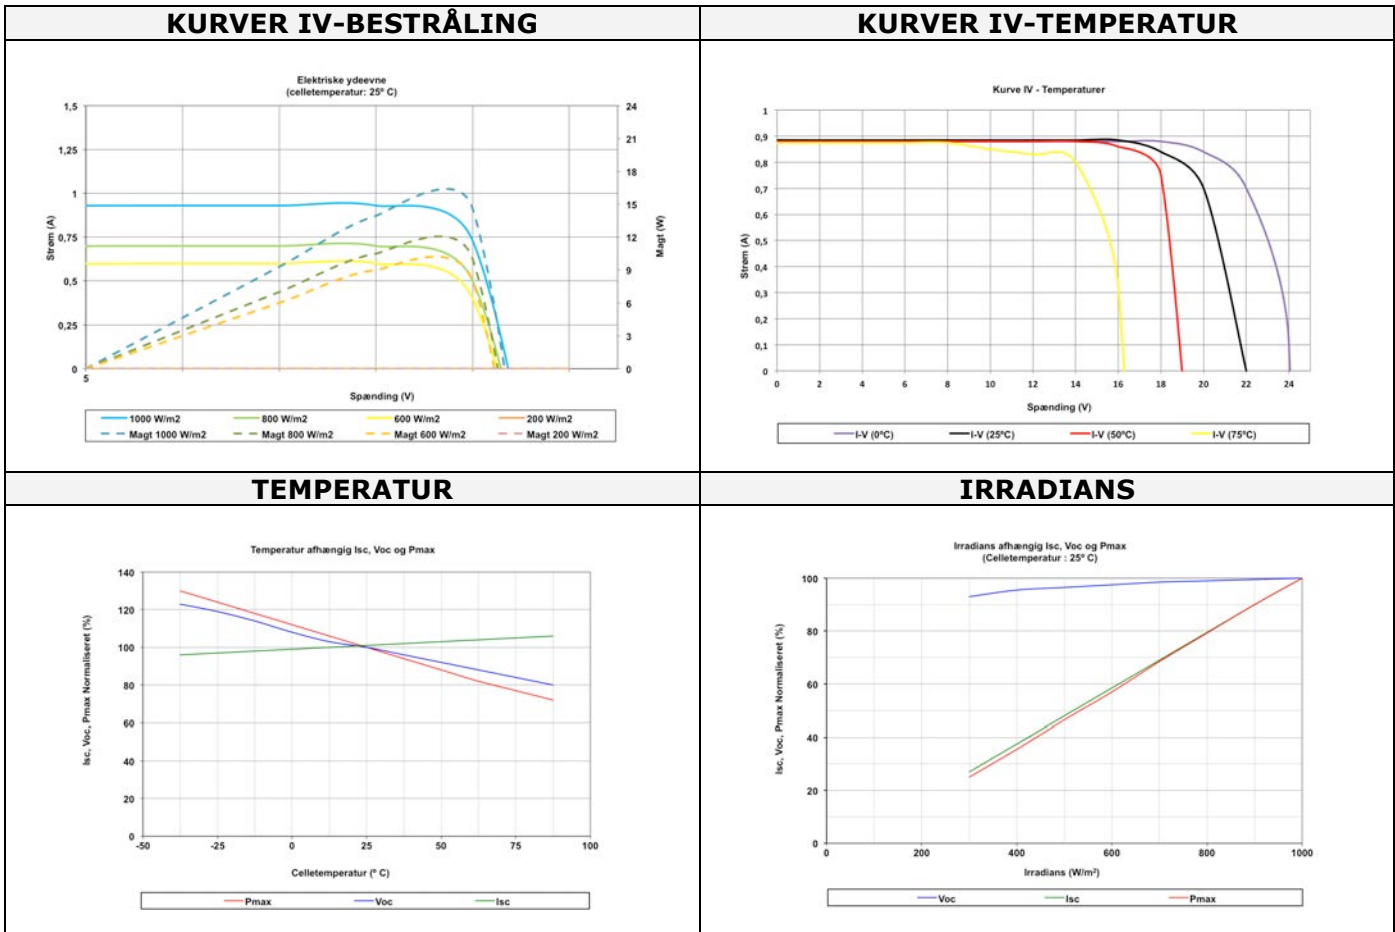 KURVER IV-BESTRÅLING
KURVER IV-TEMPERATUR
Elektriske ydeevne
(celletemperatur: 25º C)
1,5
1,25
1
0,75
0,5
0,25
0
Strøm (A)
24
21
18
15
12
9
6
3
0
Magt (W)
5
Spænding (V)
1000 W/m2
800 W/m2
600 W/m2
200 W/m2
Magt 1000 W/m2
Magt 800 W/m2
Magt 600 W/m2
Magt 200 W/m2
Kurve IV - Temperaturer
1
0,9
0,8
0,7
0,6
0,5
0,4
0,3
0,2
0,1
0
Strøm (A)
0 2 4 6 8 10 12 14 16 18 20 22 24
Spænding (V)
I-V (0ºC) I-V (25ºC) I-V (50ºC) I-V (75ºC)
TEMPERATUR
IRRADIANS
Temperatur afhængig Isc, Voc og Pmax
140
120
100
80
60
40
20
0
Isc, Voc, Pmax Normaliseret (%)
-50 -25 0 25 50 75 100
Celletemperatur (º C)
Pmax Voc Isc
Irradians afhængig Isc, Voc og Pmax
(Celletemperatur : 25º C)
100
80
60
40
20
0
Isc, Voc, Pmax Normaliseret (%)
0 200 400 600 800 1000
Irradians (W/m²)
Voc Isc Pmax